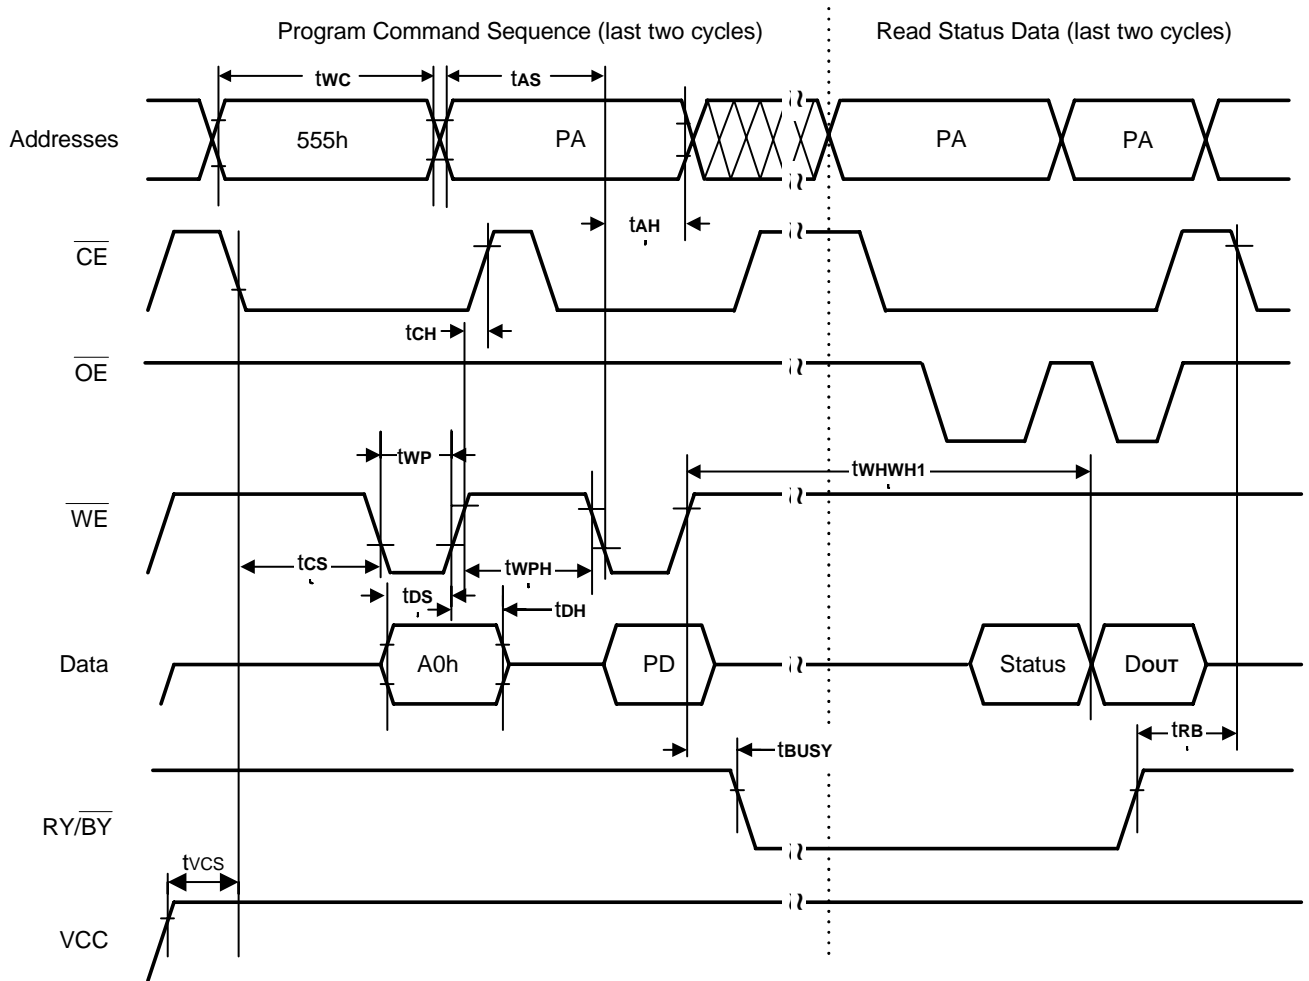 Program Command Sequence (last two cycles) Read Status Data (last two cycles)
tWC tAS
Addresses 555h PA PA PA
tAH
CE
tCH
OE
tWP tWHWH1
WE
tCS tWPH
tDS tDH
Data A0h PD Status DOUT
tRB
tBUSY
RY/BY
tVCS
VCC